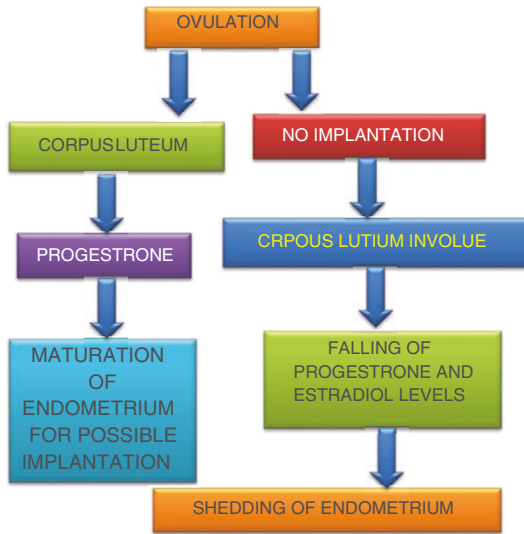 OVULATION
CORPUSLUTEUM
NO IMPLANTATION
PROGESTRONE
CRPOUS LUTIUM INVOLUE
MATURATION
OF
ENDOMETRIUM
FOR POSSIBLE
IMPLANTATION
FALLING OF
PROGESTRONE AND
ESTRADIOL LEVELS
SHEDDING OF ENDOMETRIUM